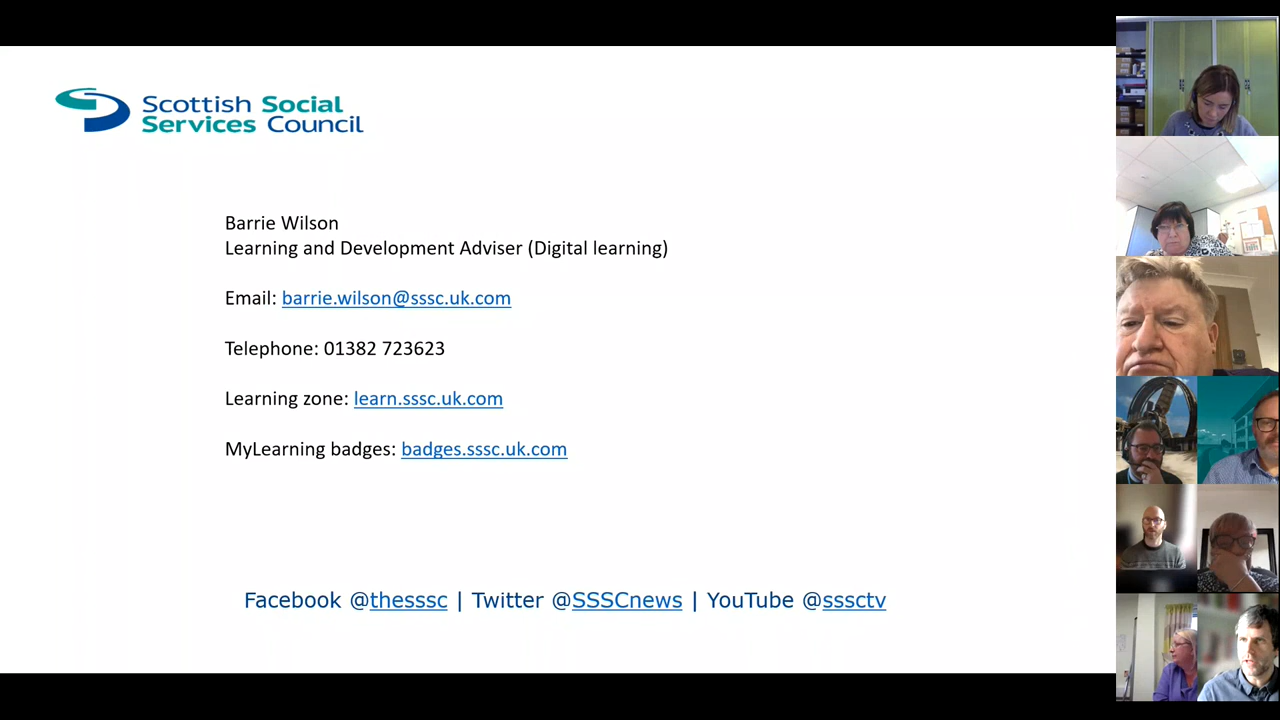 Scottish Social
Services Council
Barrie Wilson
Learning and Development Adviser (Digital learning)
Email: barrie.wilson@sssc.uk.com
Telephone: 01382 723623
Learning zone: learn.sssc.uk.com
MyLearning badges: badges.sssc.uk.com
Facebook @thesssc | Twitter @SSSCnews | YouTube @sssctv